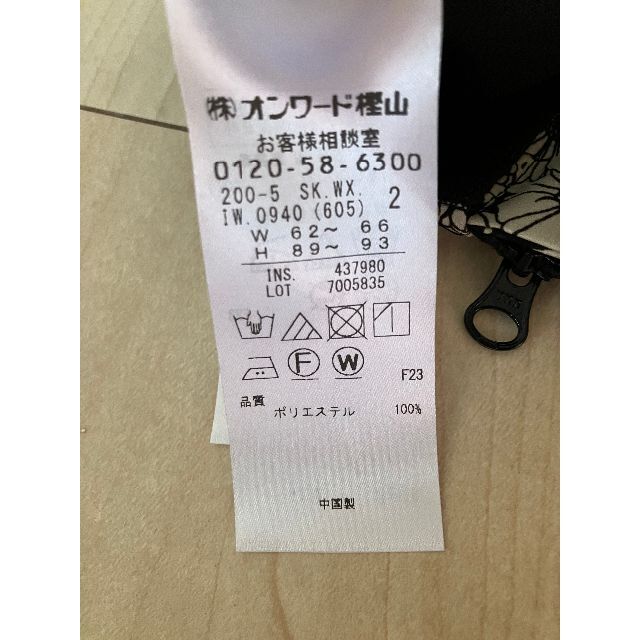 (株)オンワード樫山
お客様相談室
0120-58-6300
200-5 SK.WX. 2
IW.0940(605)
W 62～ 66
H 89～ 93
INS. 437980
LOT 7005835
F W
F23
品質
ポリエステル 100%
中国製
YKK